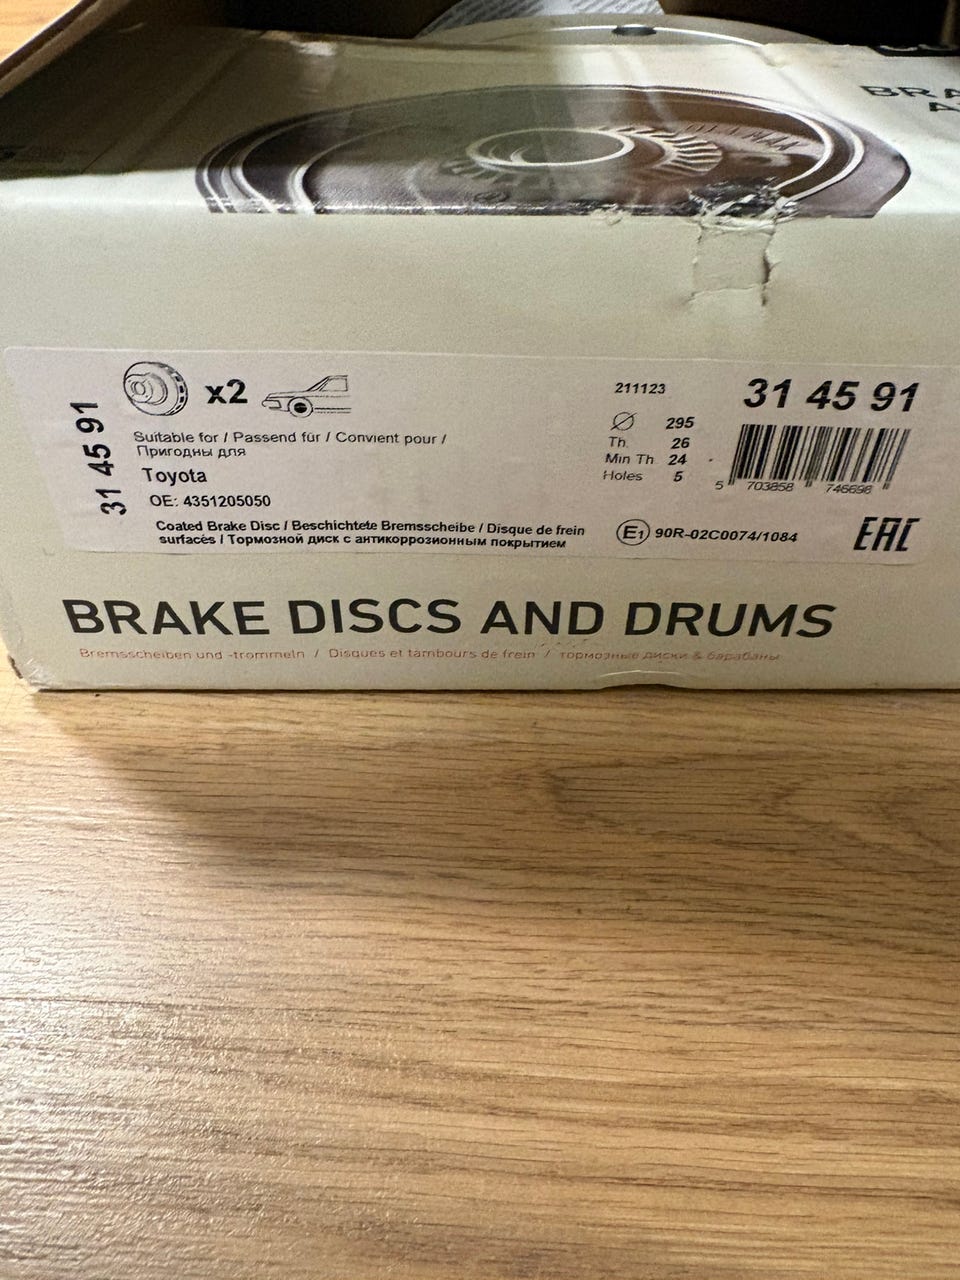 BRA
31 45 91
x2
Suitable for / Passend für / Convient pour /
Пригодны для
Toyota
OE: 4351205050
Coated Brake Disc / Beschichtete Bremsscheibe / Disque de frein
surfacés / Тормозной диск с антикоррозионным покрытием
211123
Ø 295
Th. 26
Min Th 24
Holes 5
31 45 91
5 703858 746696
E1 90R-02C0074/1084
EAC
BRAKE DISCS AND DRUMS
Bremsscheiben und -trommeln / Disques et tambours de frein / тормозные диски & барабаны